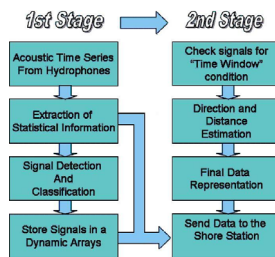 1st Stage
2nd Stage
Acoustic Time Series
From Hydrophones
Extraction of
Statistical Information
Signal Detection
And
Classification
Store Signals in a
Dynamic Arrays
Check signals for
"Time Window"
condition
Direction and
Distance
Estimation
Final Data
Representation
Send Data to the
Shore Station